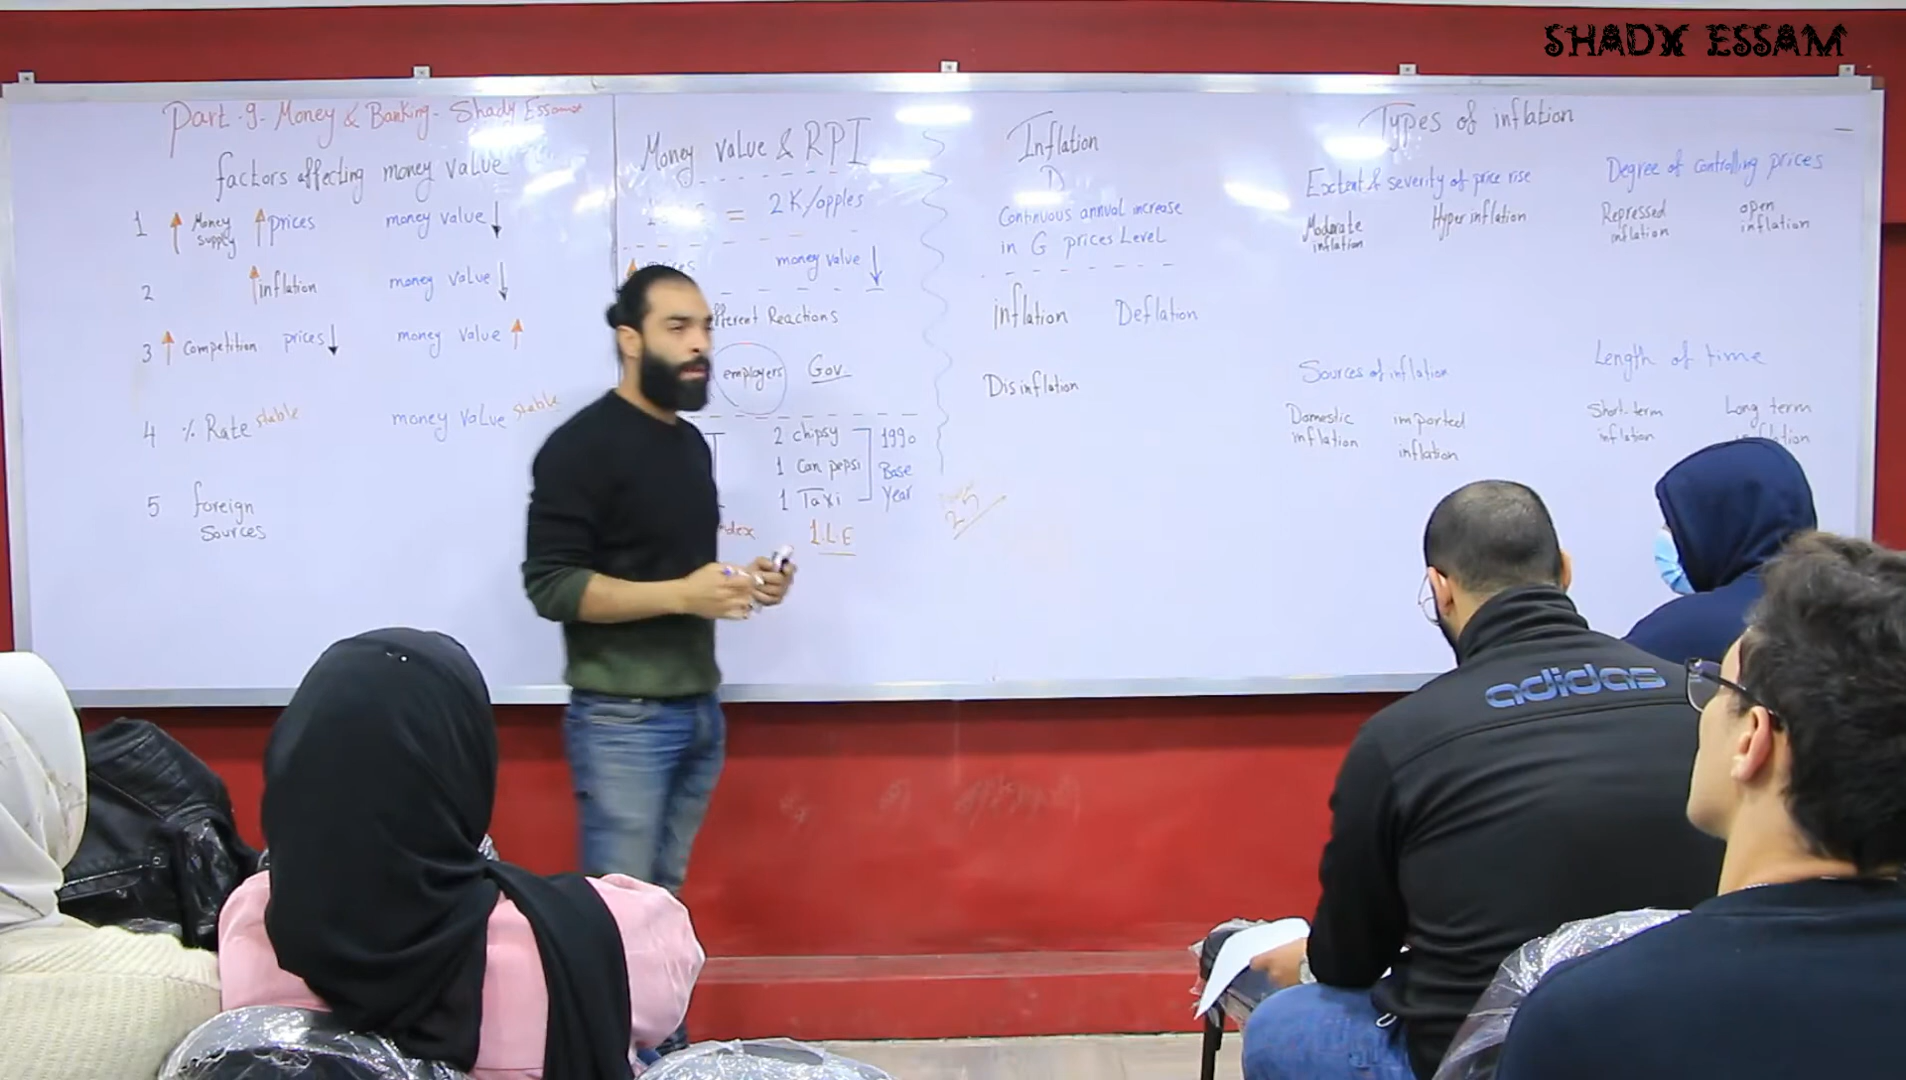 SHADY ESSAM
Part.9. Money & Banking. Shady Essam
factors affecting money value
1 ↑ Money supply ↑ prices money value ↓
2 ↑ inflation money value ↓
3 ↑ Competition prices ↓ money value ↑
4 % Rate stable money value stable
5 foreign
Sources
Money value & RPI
= 2 K/apples
money value ↓
Reactions
employers Gov.
2 chipsy 1990
1 Can pepsi Base
1 Taxi Year
1 L.E
Inflation
Continuous annual increase
in G prices Level
inflation Deflation
Disinflation
25
Types of inflation
Extent & severity of price rise
Moderate
inflation
Hyper inflation
Degree of controlling prices
Repressed
inflation
open
inflation
Sources of inflation
Domestic
inflation
imported
inflation
Length of time
Short-term
inflation
Long term
adidas